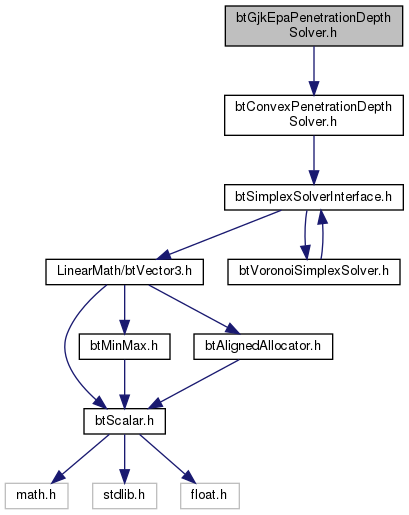 btGjkEpaPenetrationDepth
Solver.h
btConvexPenetrationDepth
Solver.h
btSimplexSolverInterface.h
LinearMath/btVector3.h
btVoronoiSimplexSolver.h
btMinMax.h
btAlignedAllocator.h
btScalar.h
math.h
stdlib.h
float.h